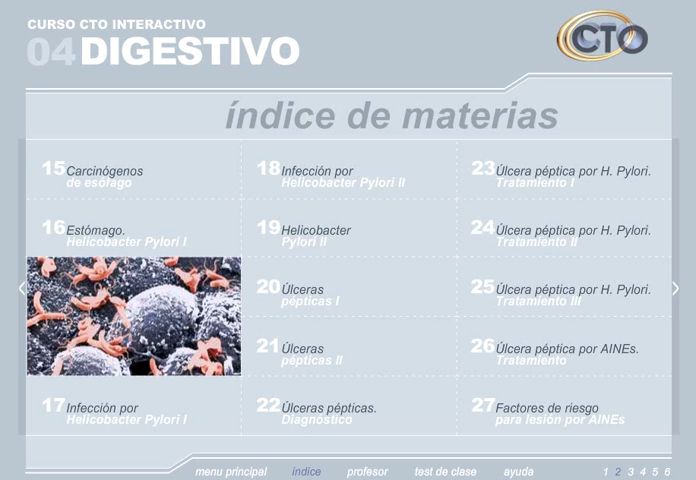 CURSO CTO INTERACTIVO
04 DIGESTIVO
CTO
índice de materias
15 Carcinógenos
de esófago
16 Estómago.
Helicobacter Pylori I
17 Infección por
Helicobacter Pylori I
18 Infección por
Helicobacter Pylori II
19 Helicobacter
Pylori II
20 Úlceras
pépticas I
21 Úlceras
pépticas II
22 Úlceras pépticas.
Diagnóstico
23 Úlcera péptica por H. Pylori.
Tratamiento I
24 Úlcera péptica por H. Pylori.
Tratamiento II
25 Úlcera péptica por H. Pylori.
Tratamiento III
26 Úlcera péptica por AINEs.
Tratamiento
27 Factores de riesgo
para lesión por AINEs
menu principal índice profesor test de clase ayuda 1 2 3 4 5 6